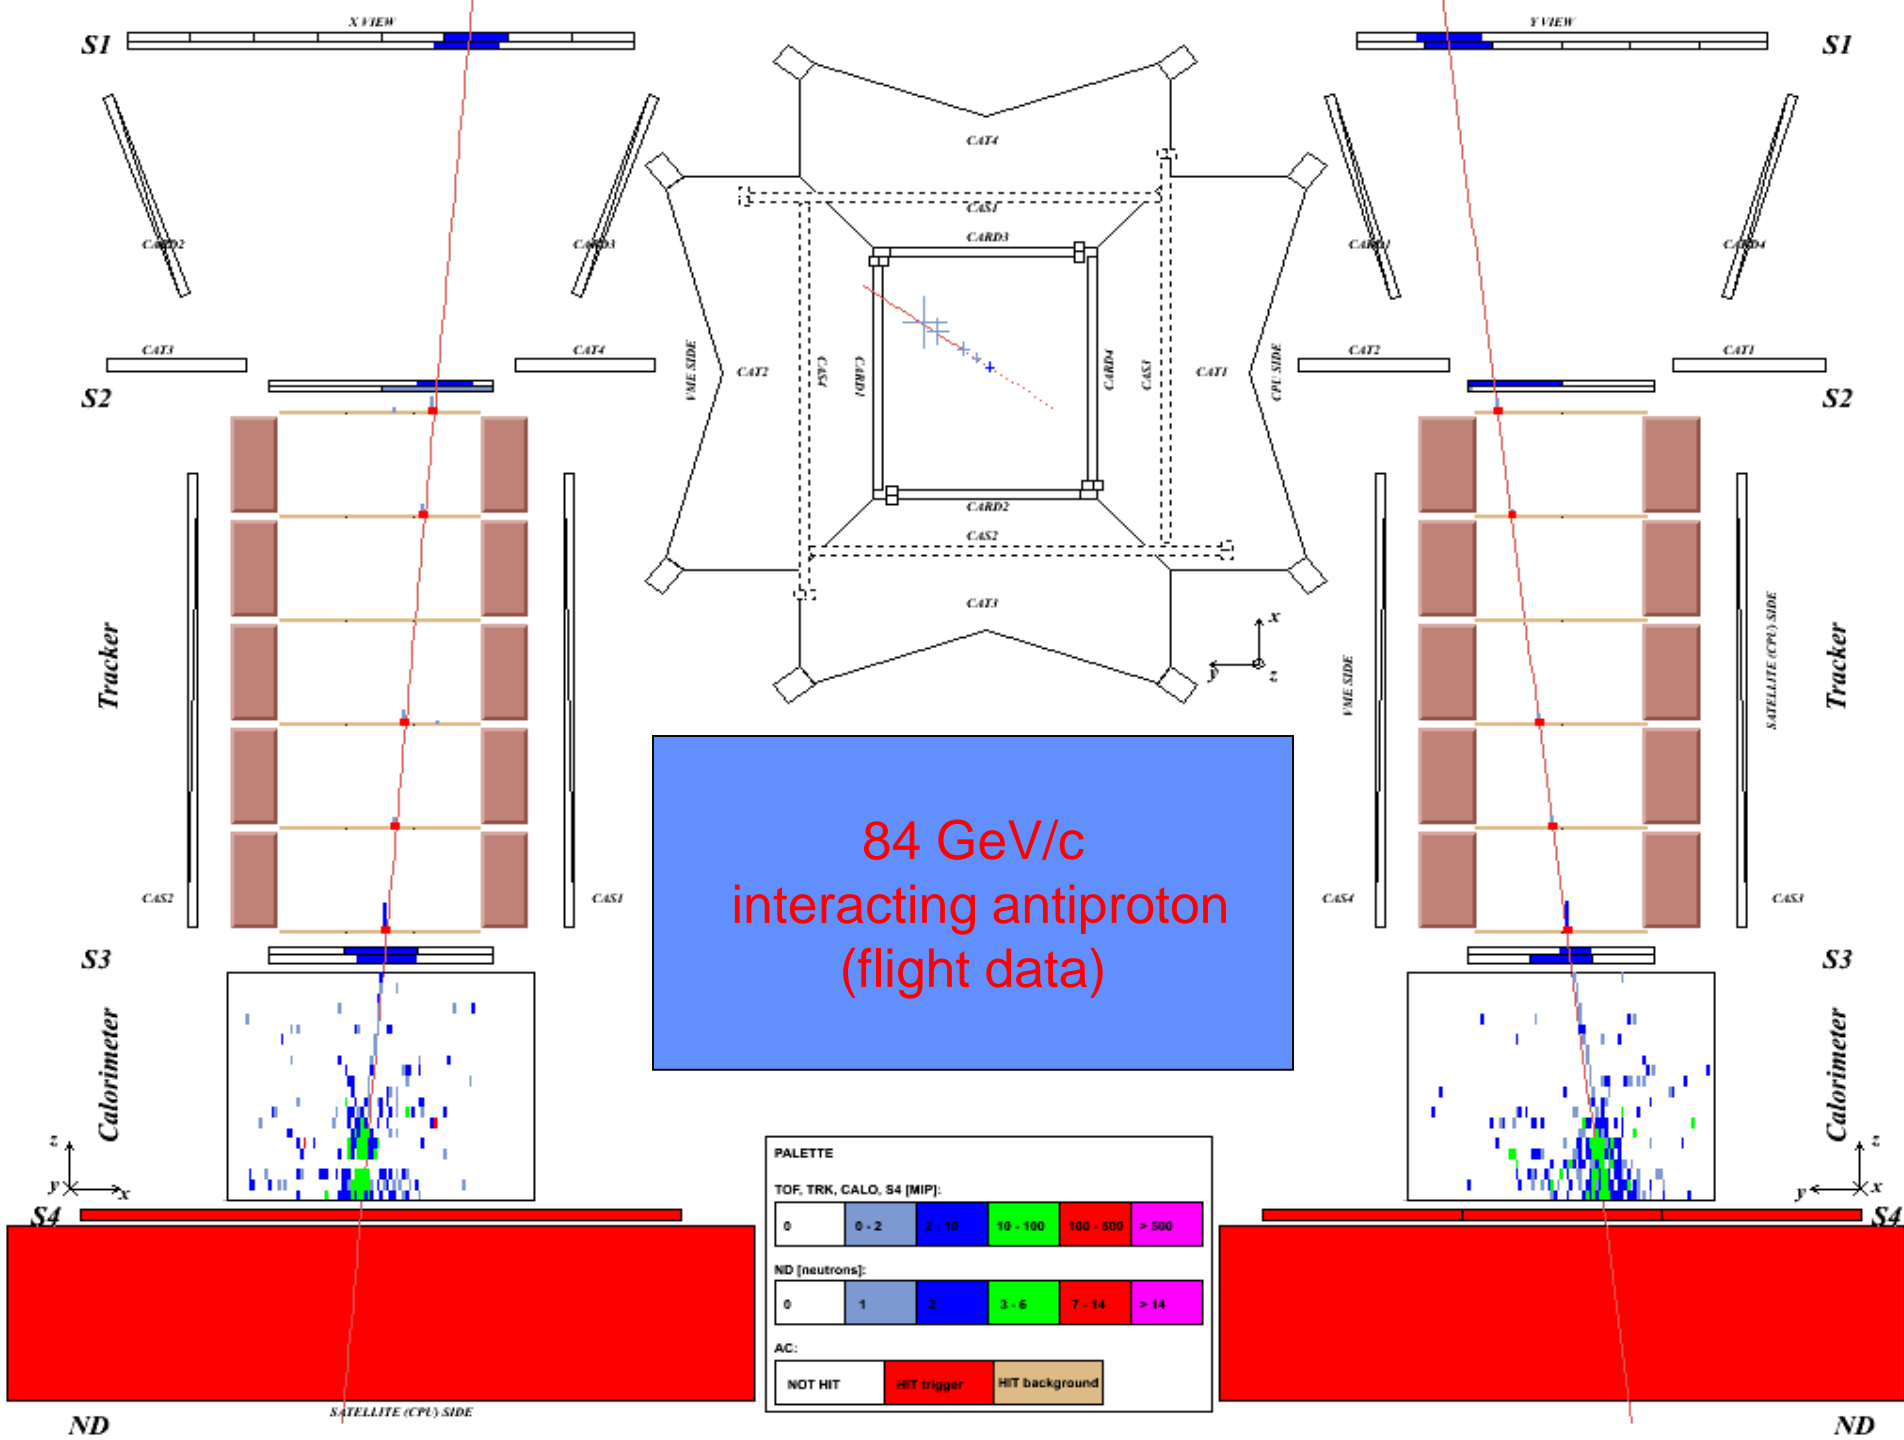 X VIEW
Y VIEW
S1
S1
CAT4
CARD2
CARD3
CAS1
CARD3
CARD1
CARD4
CAT3
CAT4
VME SIDE
CAT2
CAS4
CARD1
CARD4
CAS3
CAT1
CPU SIDE
CAT2
CAT1
S2
S2
CARD2
CAS2
CAT3
x
y
z
Tracker
VME SIDE
SATELLITE (CPU) SIDE
Tracker
84 GeV/c
interacting antiproton
(flight data)
CAS2
CAS1
CAS4
CAS3
S3
S3
Calorimeter
Calorimeter
z
y
x
z
y
x
PALETTE
TOF, TRK, CALO, S4 [MIP]:
0 0 - 2 2 - 10 10 - 100 100 - 500 > 500
S4
S4
ND [neutrons]:
0 1 2 3 - 6 7 - 14 > 14
AC:
NOT HIT HIT trigger HIT background
SATELLITE (CPU) SIDE
ND
ND